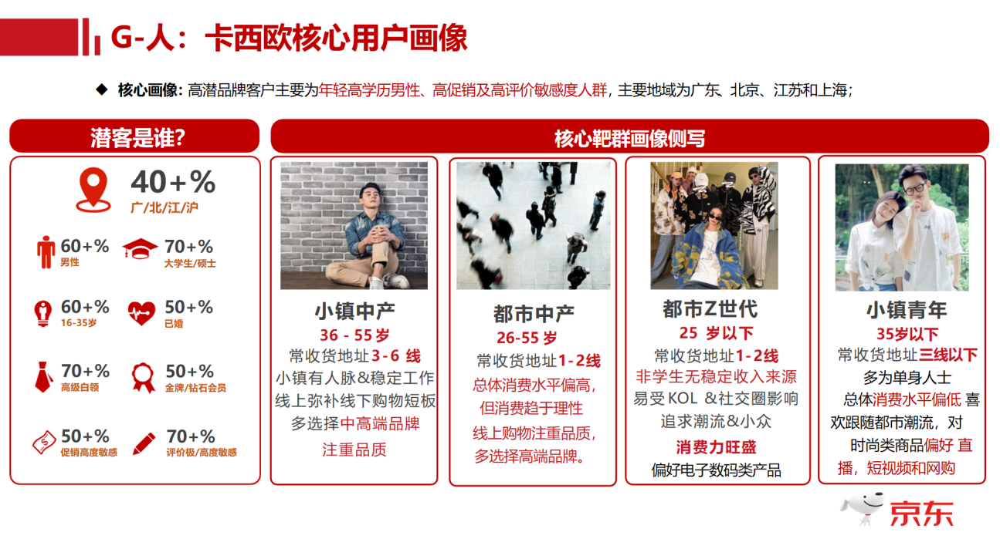 G-人：卡西欧核心用户画像
◆ 核心画像：高潜品牌客户主要为年轻高学历男性、高促销及高评价敏感度人群，主要地域为广东、北京、江苏和上海；
潜客是谁？
40+%
广/北/江/沪
60+%
男性
70+%
大学生/硕士
60+%
16-35岁
50+%
已婚
70+%
高级白领
50+%
金牌/钻石会员
50+%
促销高度敏感
70+%
评价极/高度敏感
核心靶群画像侧写
小镇中产
36 - 55 岁
常收货地址3-6 线
小镇有人脉&稳定工作
线上弥补线下购物短板
多选择中高端品牌
注重品质
都市中产
26-55 岁
常收货地址1-2线
总体消费水平偏高，
但消费趋于理性
线上购物注重品质，
多选择高端品牌。
都市Z世代
25 岁以下
常收货地址1-2线
非学生无稳定收入来源
易受KOL &社交圈影响
追求潮流&小众
消费力旺盛
偏好电子数码类产品
小镇青年
35岁以下
常收货地址三线以下
多为单身人士
总体消费水平偏低 喜
欢跟随都市潮流，对
时尚类商品偏好 直
播，短视频和网购
京东